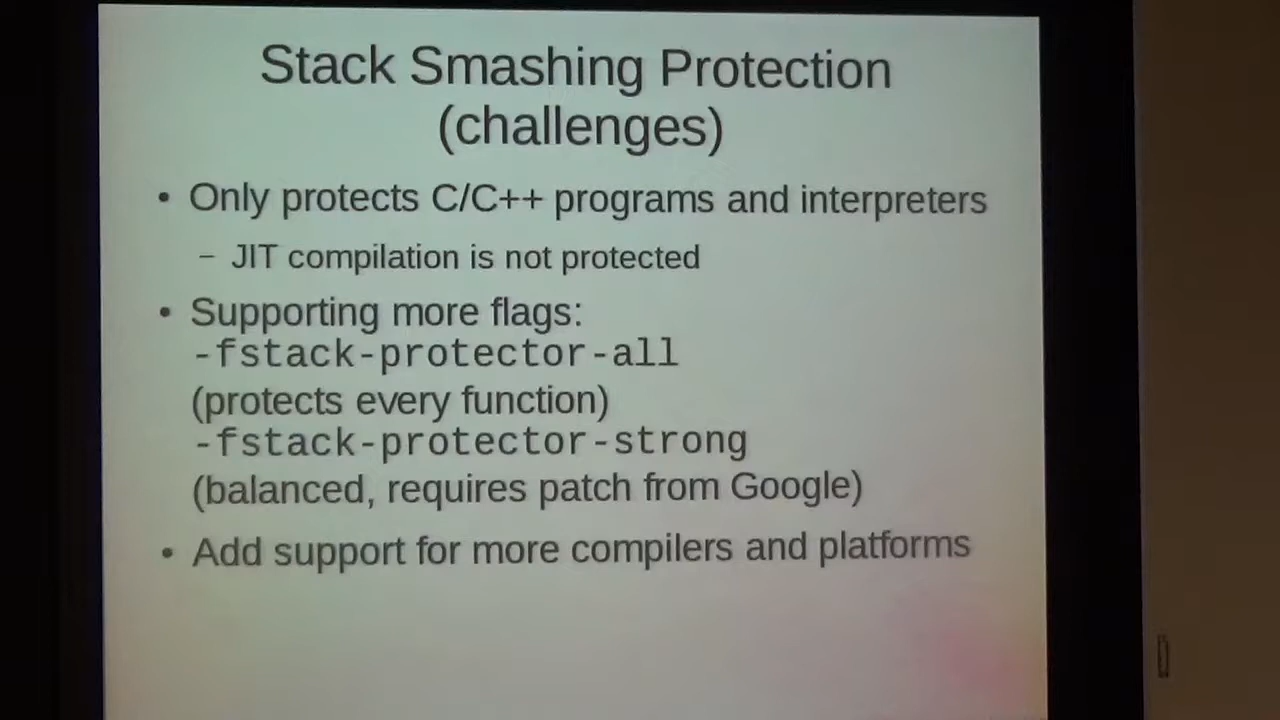 Stack Smashing Protection
(challenges)
• Only protects C/C++ programs and interpreters
– JIT compilation is not protected
• Supporting more flags:
-fstack-protector-all
(protects every function)
-fstack-protector-strong
(balanced, requires patch from Google)
• Add support for more compilers and platforms